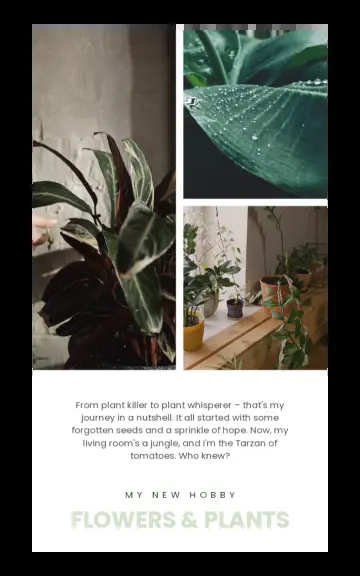 From plant killer to plant whisperer – that's my
journey in a nutshell. It all started with some
forgotten seeds and a sprinkle of hope. Now, my
living room's a jungle, and i'm the Tarzan of
tomatoes. Who knew?
MY NEW HOBBY
FLOWERS & PLANTS